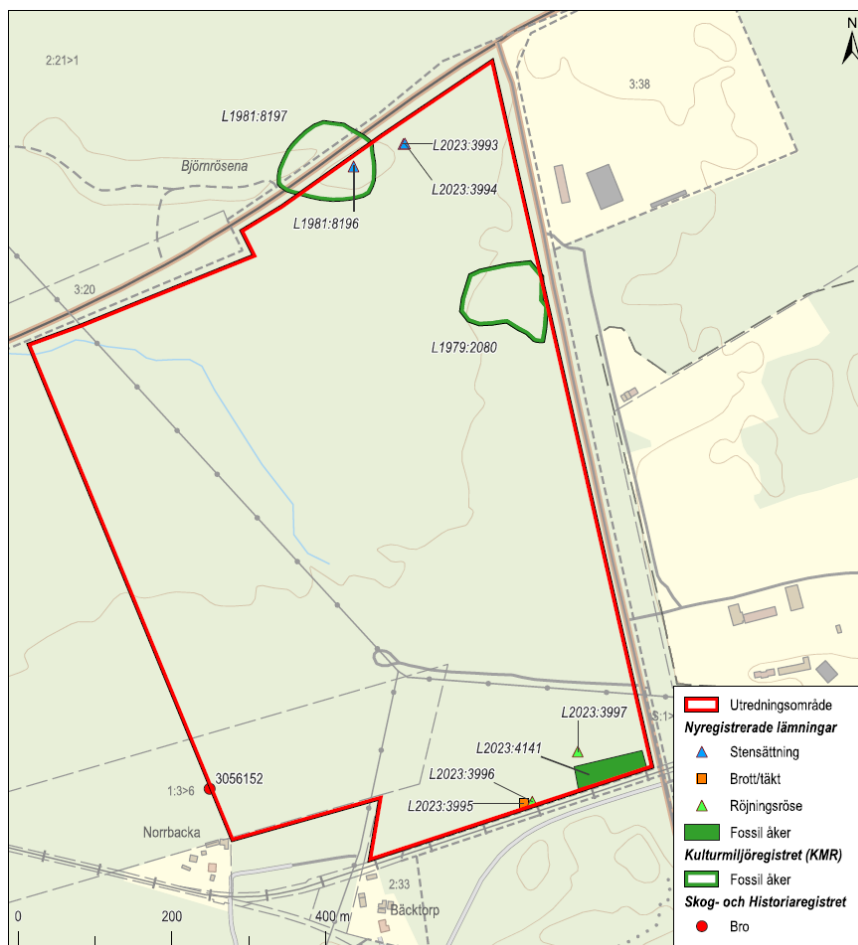 N
2:21>1
3:38
L1981:8197
L2023:3993
Björnrösena
L2023:3994
L1981:8196
3:20
L1979:2080
L2023:3997
S:1>
L2023:4141
L2023:3996
3056152
1:3>6
L2023:3995
Norrbacka
2:33
Bäcktorp
0 200 400 m
Utredningsområde
Nyregistrerade lämningar
Stensättning
Brott/täkt
Röjningsröse
Fossil åker
Kulturmiljöregistret (KMR)
Fossil åker
Skog- och Historiaregistret
Bro